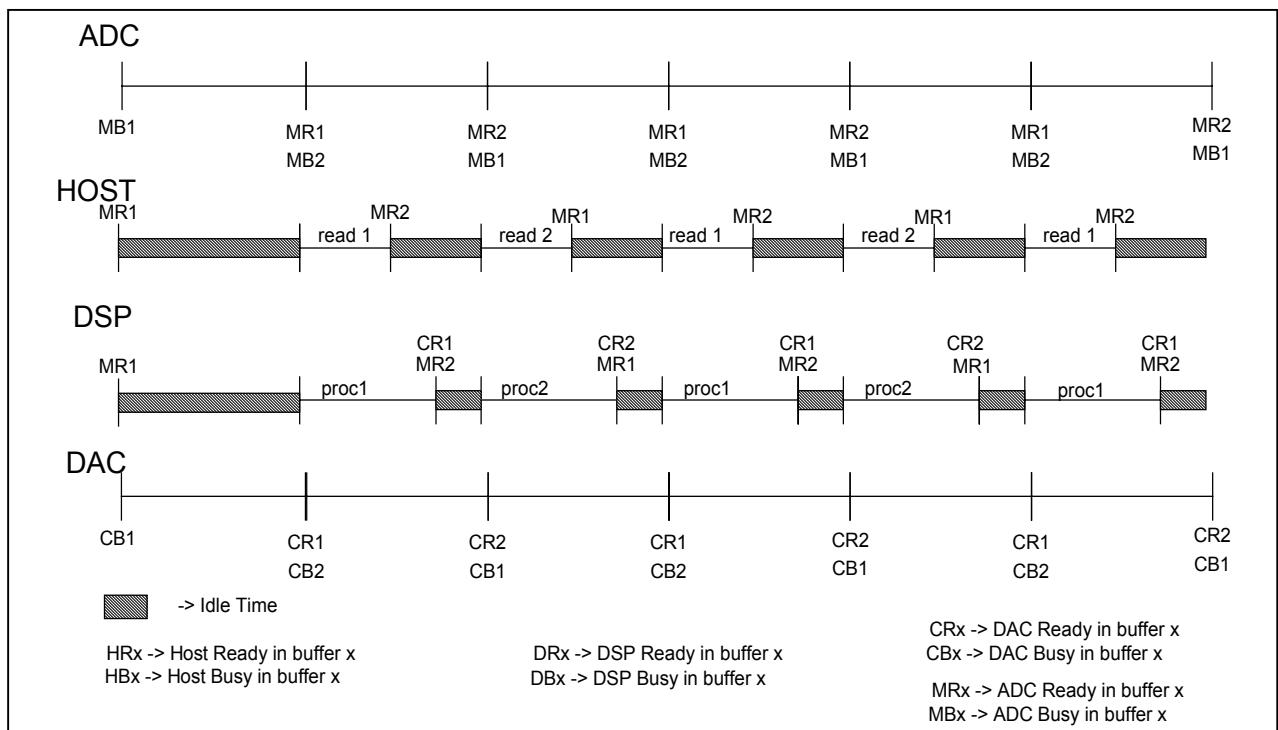 ADC
MB1
MR1 MR2 MR1 MR2 MR1 MR2
MB2 MB1 MB2 MB1 MB2 MB1
HOST
MR1 MR2 MR1 MR2 MR1 MR2
read 1 read 2 read 1 read 2 read 1
DSP
CR1 CR2 CR1 CR2 CR1
MR1 MR2 MR1 MR2 MR1 MR2
proc1 proc2 proc1 proc2 proc1
DAC
CB1 CR1 CR2 CR1 CR2 CR1 CR2
CB2 CB1 CB2 CB1 CB2 CB1
-> Idle Time
HRx -> Host Ready in buffer x
HBx -> Host Busy in buffer x
DRx -> DSP Ready in buffer x
DBx -> DSP Busy in buffer x
CRx -> DAC Ready in buffer x
CBx -> DAC Busy in buffer x
MRx -> ADC Ready in buffer x
MBx -> ADC Busy in buffer x